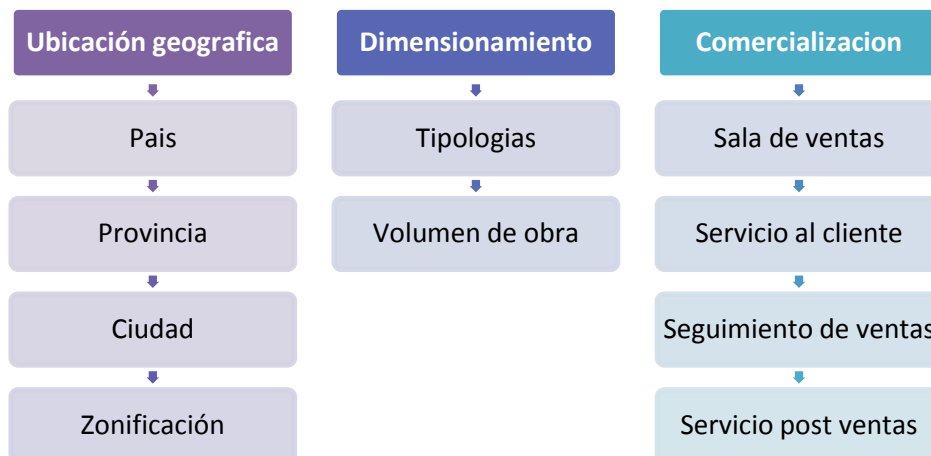 Ubicación geografica
Pais
Provincia
Ciudad
Zonificación
Dimensionamiento
Tipologias
Volumen de obra
Comercializacion
Sala de ventas
Servicio al cliente
Seguimiento de ventas
Servicio post ventas